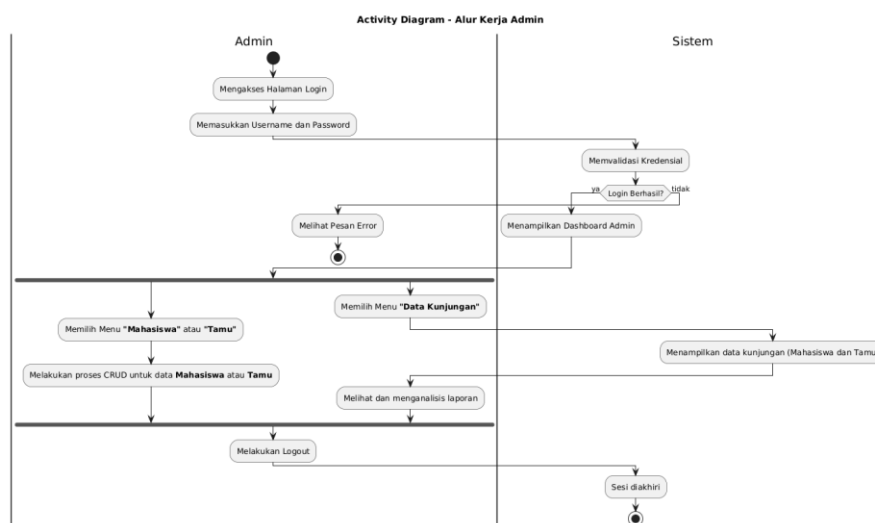 Activity Diagram - Alur Kerja Admin
Admin
Sistem
Mengakses Halaman Login
Memasukkan Username dan Password
Memvalidasi Kredensial
ya
Login Berhasil?
tidak
Melihat Pesan Error
Menampilkan Dashboard Admin
Memilih Menu "Data Kunjungan"
Memilih Menu "Mahasiswa" atau "Tamu"
Menampilkan data kunjungan (Mahasiswa dan Tamu
Melakukan proses CRUD untuk data Mahasiswa atau Tamu
Melihat dan menganalisis laporan
Melakukan Logout
Sesi diakhiri